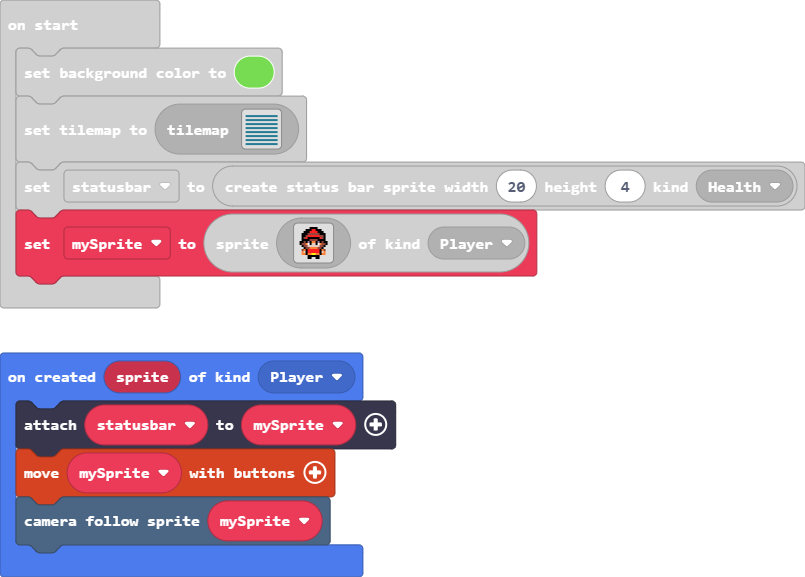 on start
set background color to
set tilemap to tilemap
set statusbar to create status bar sprite width 20 height 4 kind Health
set mySprite to sprite of kind Player
on created sprite of kind Player
attach statusbar to mySprite
move mySprite with buttons
camera follow sprite mySprite